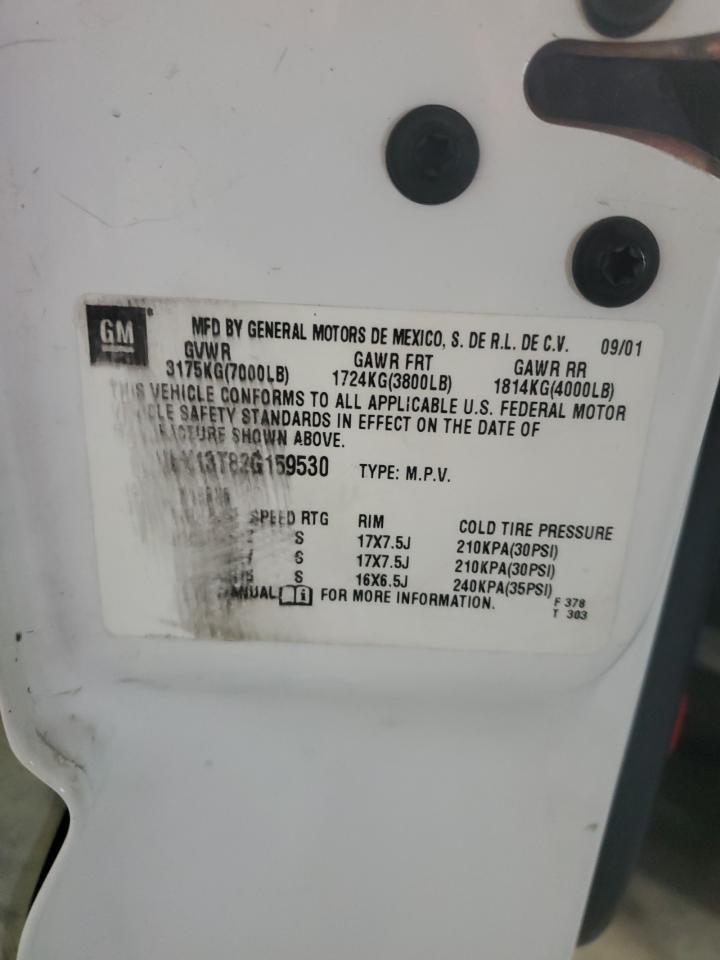 GM
MFD BY GENERAL MOTORS DE MEXICO, S. DE R.L. DE C.V. 09/01
GVWR GAWR FRT GAWR RR
3175KG(7000LB) 1724KG(3800LB) 1814KG(4000LB)
THIS VEHICLE CONFORMS TO ALL APPLICABLE U.S. FEDERAL MOTOR
SAFETY STANDARDS IN EFFECT ON THE DATE OF
SHOWN ABOVE.
TYPE: M.P.V.
SPEED RTG RIM COLD TIRE PRESSURE
S 17X7.5J 210KPA(30PSI)
S 17X7.5J 210KPA(30PSI)
S 16X6.5J 240KPA(35PSI)
FOR MORE INFORMATION.
F 378
T 303